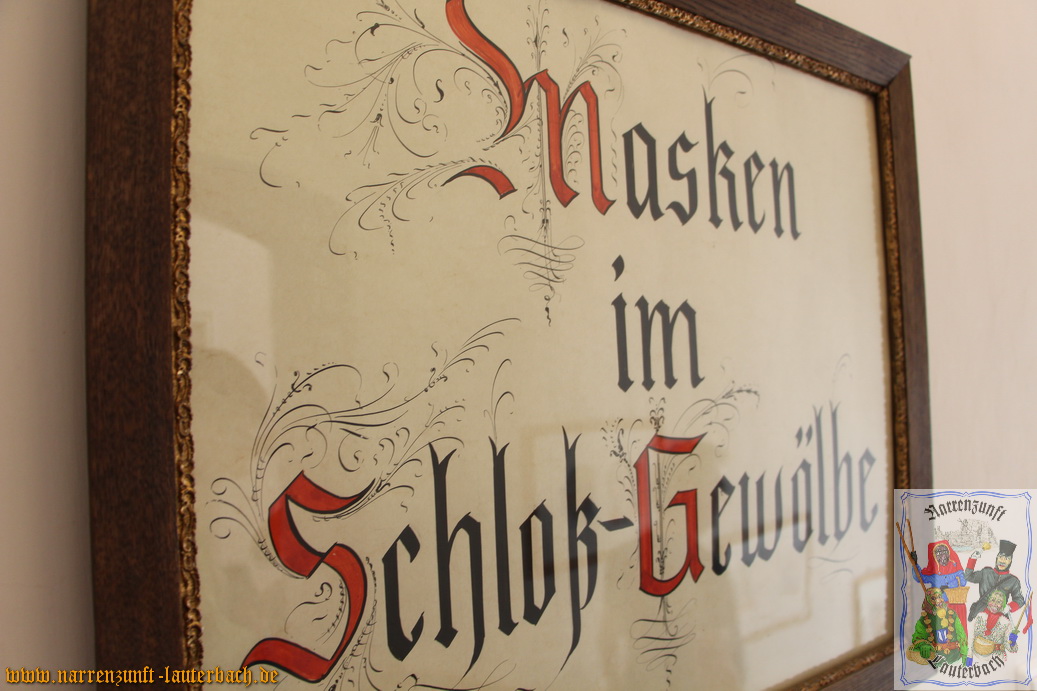 Masken
im
Schloß-Gewölbe
Narrenzunft
Lauterbach
www.narrenzunft-lauterbach.de